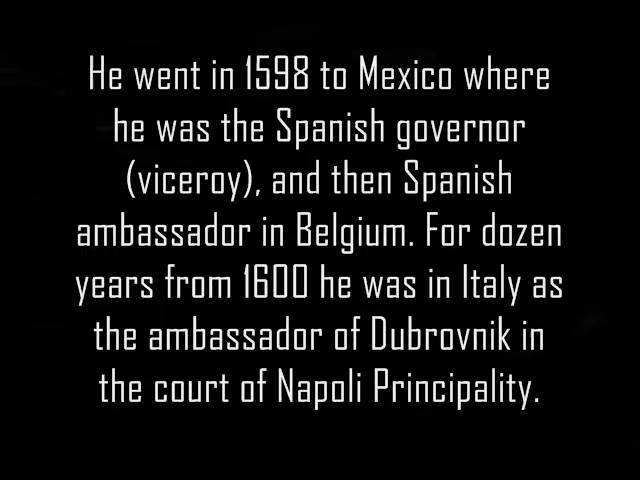 He went in 1598 to Mexico where
he was the Spanish governor
(viceroy), and then Spanish
ambassador in Belgium. For dozen
years from 1600 he was in Italy as
the ambassador of Dubrovnik in
the court of Napoli Principality.